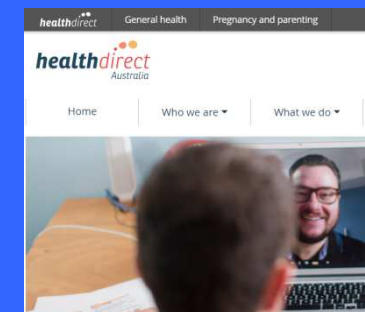 healthdirect General health Pregnancy and parenting
healthdirect
Australia
Home Who we are What we do